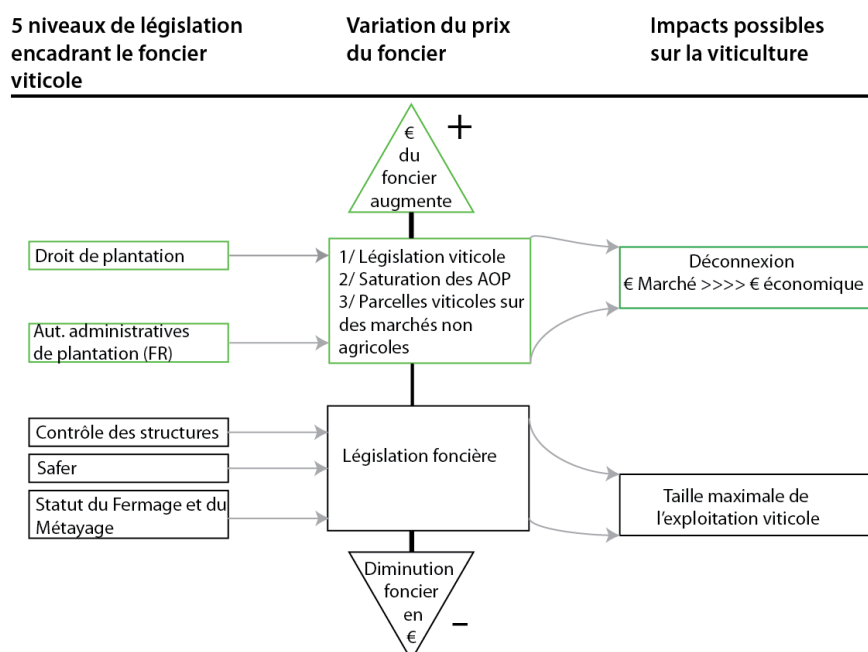 5 niveaux de législation
encadrant le foncier
viticole
Variation du prix
du foncier
Impacts possibles
sur la viticulture
€
du
foncier
augmente
+
Droit de plantation
Aut. administratives
de plantation (FR)
1/ Législation viticole
2/ Saturation des AOP
3/ Parcelles viticoles sur
des marchés non
agricoles
Déconnexion
€ Marché >>>> € économique
Contrôle des structures
Safer
Statut du Fermage et du
Métayage
Législation foncière
Taille maximale de
l'exploitation viticole
Diminution
foncier
en
€
–